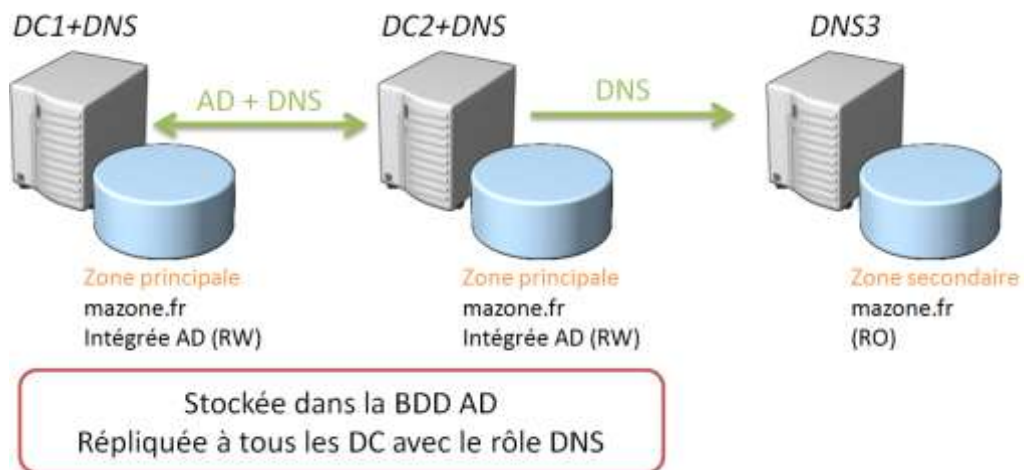 DC1+DNS
DC2+DNS
DNS3
AD + DNS
DNS
Zone principale
mazone.fr
Intégrée AD (RW)
Zone principale
mazone.fr
Intégrée AD (RW)
Zone secondaire
mazone.fr
(RO)
Stockée dans la BDD AD
Répliquée à tous les DC avec le rôle DNS